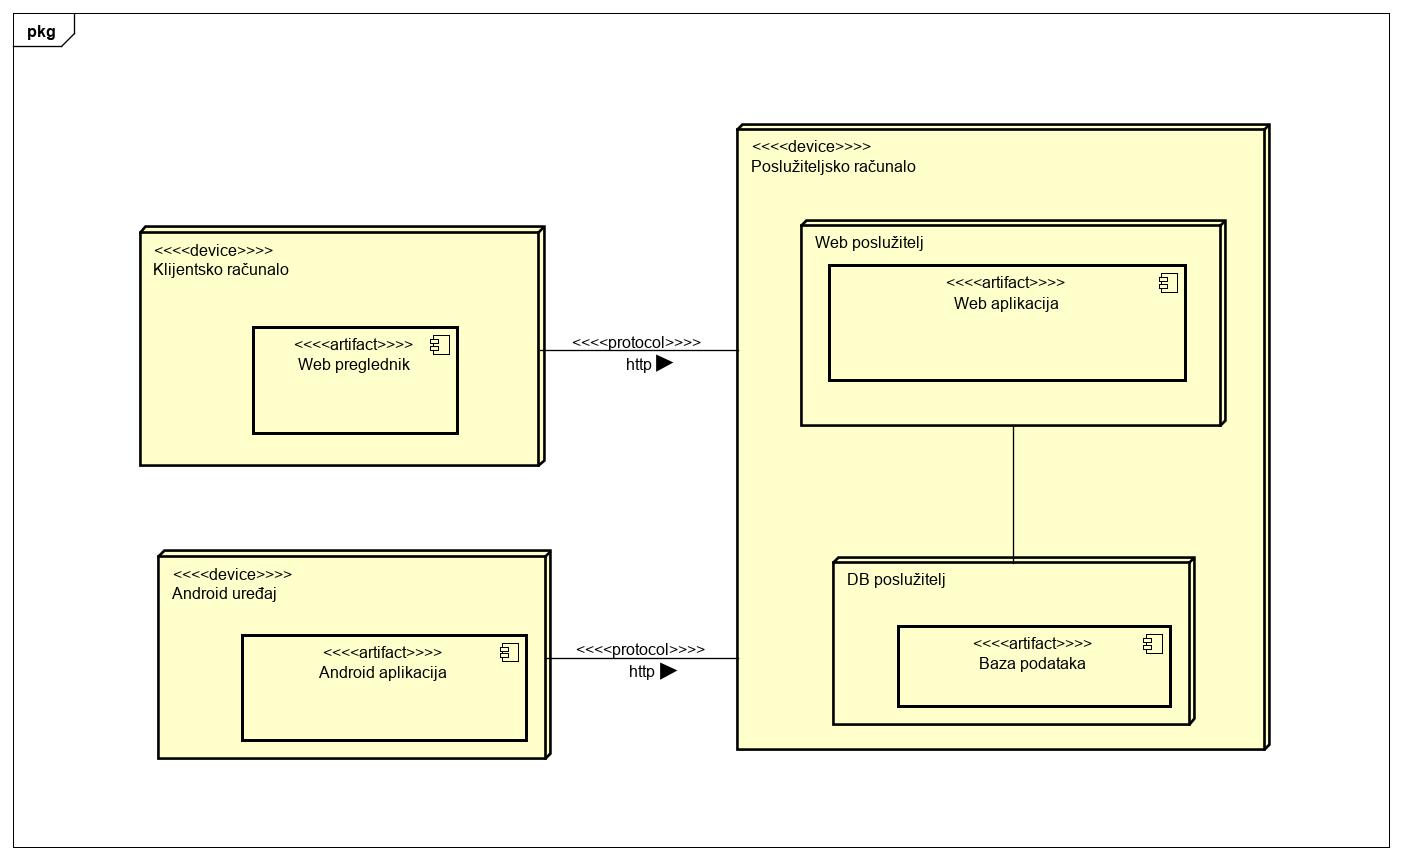 pkg
<<<<device>>>>
Poslužiteljsko računalo
Web poslužitelj
<<<<artifact>>>>
Web aplikacija
<<<<device>>>>
Klijentsko računalo
<<<<artifact>>>>
Web preglednik
<<<<protocol>>>>
http
<<<<device>>>>
Android uređaj
<<<<artifact>>>>
Android aplikacija
<<<<protocol>>>>
http
DB poslužitelj
<<<<artifact>>>>
Baza podataka